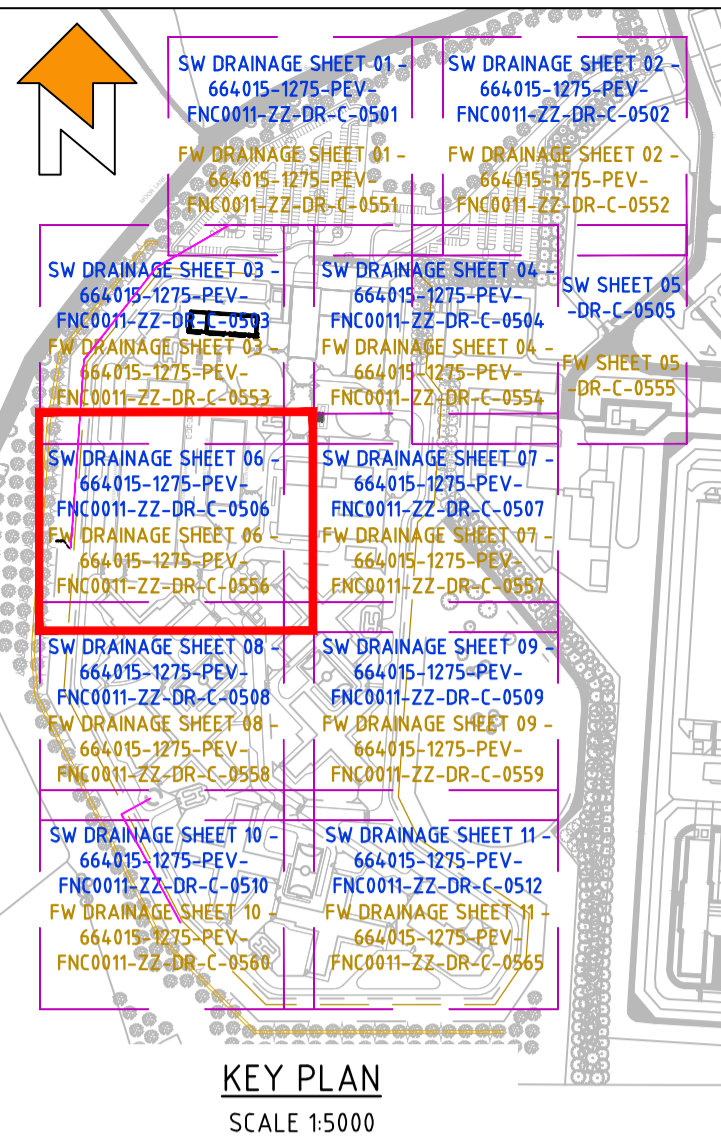 SW DRAINAGE SHEET 01 -
664015-1275-PEV-
FNC0011-ZZ-DR-C-0501
FW DRAINAGE SHEET 01 -
664015-1275-PEV-
FNC0011-ZZ-DR-C-0551
SW DRAINAGE SHEET 02 -
664015-1275-PEV-
FNC0011-ZZ-DR-C-0502
FW DRAINAGE SHEET 02 -
664015-1275-PEV-
FNC0011-ZZ-DR-C-0552
N
MOOR LANE
SW DRAINAGE SHEET 03 -
664015-1275-PEV-
FNC0011-ZZ-DR-C-0503
FW DRAINAGE SHEET 03 -
664015-1275-PEV-
FNC0011-ZZ-DR-C-0553
SW DRAINAGE SHEET 04 -
664015-1275-PEV-
FNC0011-ZZ-DR-C-0504
FW DRAINAGE SHEET 04 -
664015-1275-PEV-
FNC0011-ZZ-DR-C-0554
SW SHEET 05
-DR-C-0505
FW SHEET 05
-DR-C-0555
SW DRAINAGE SHEET 06 -
664015-1275-PEV-
FNC0011-ZZ-DR-C-0506
FW DRAINAGE SHEET 06 -
664015-1275-PEV-
FNC0011-ZZ-DR-C-0556
SW DRAINAGE SHEET 07 -
664015-1275-PEV-
FNC0011-ZZ-DR-C-0507
FW DRAINAGE SHEET 07 -
664015-1275-PEV-
FNC0011-ZZ-DR-C-0557
SW DRAINAGE SHEET 08 -
664015-1275-PEV-
FNC0011-ZZ-DR-C-0508
FW DRAINAGE SHEET 08 -
664015-1275-PEV-
FNC0011-ZZ-DR-C-0558
SW DRAINAGE SHEET 09 -
664015-1275-PEV-
FNC0011-ZZ-DR-C-0509
FW DRAINAGE SHEET 09 -
664015-1275-PEV-
FNC0011-ZZ-DR-C-0559
SW DRAINAGE SHEET 10 -
664015-1275-PEV-
FNC0011-ZZ-DR-C-0510
FW DRAINAGE SHEET 10 -
664015-1275-PEV-
FNC0011-ZZ-DR-C-0560
SW DRAINAGE SHEET 11 -
664015-1275-PEV-
FNC0011-ZZ-DR-C-0512
FW DRAINAGE SHEET 11 -
664015-1275-PEV-
FNC0011-ZZ-DR-C-0565
KEY PLAN
SCALE 1:5000